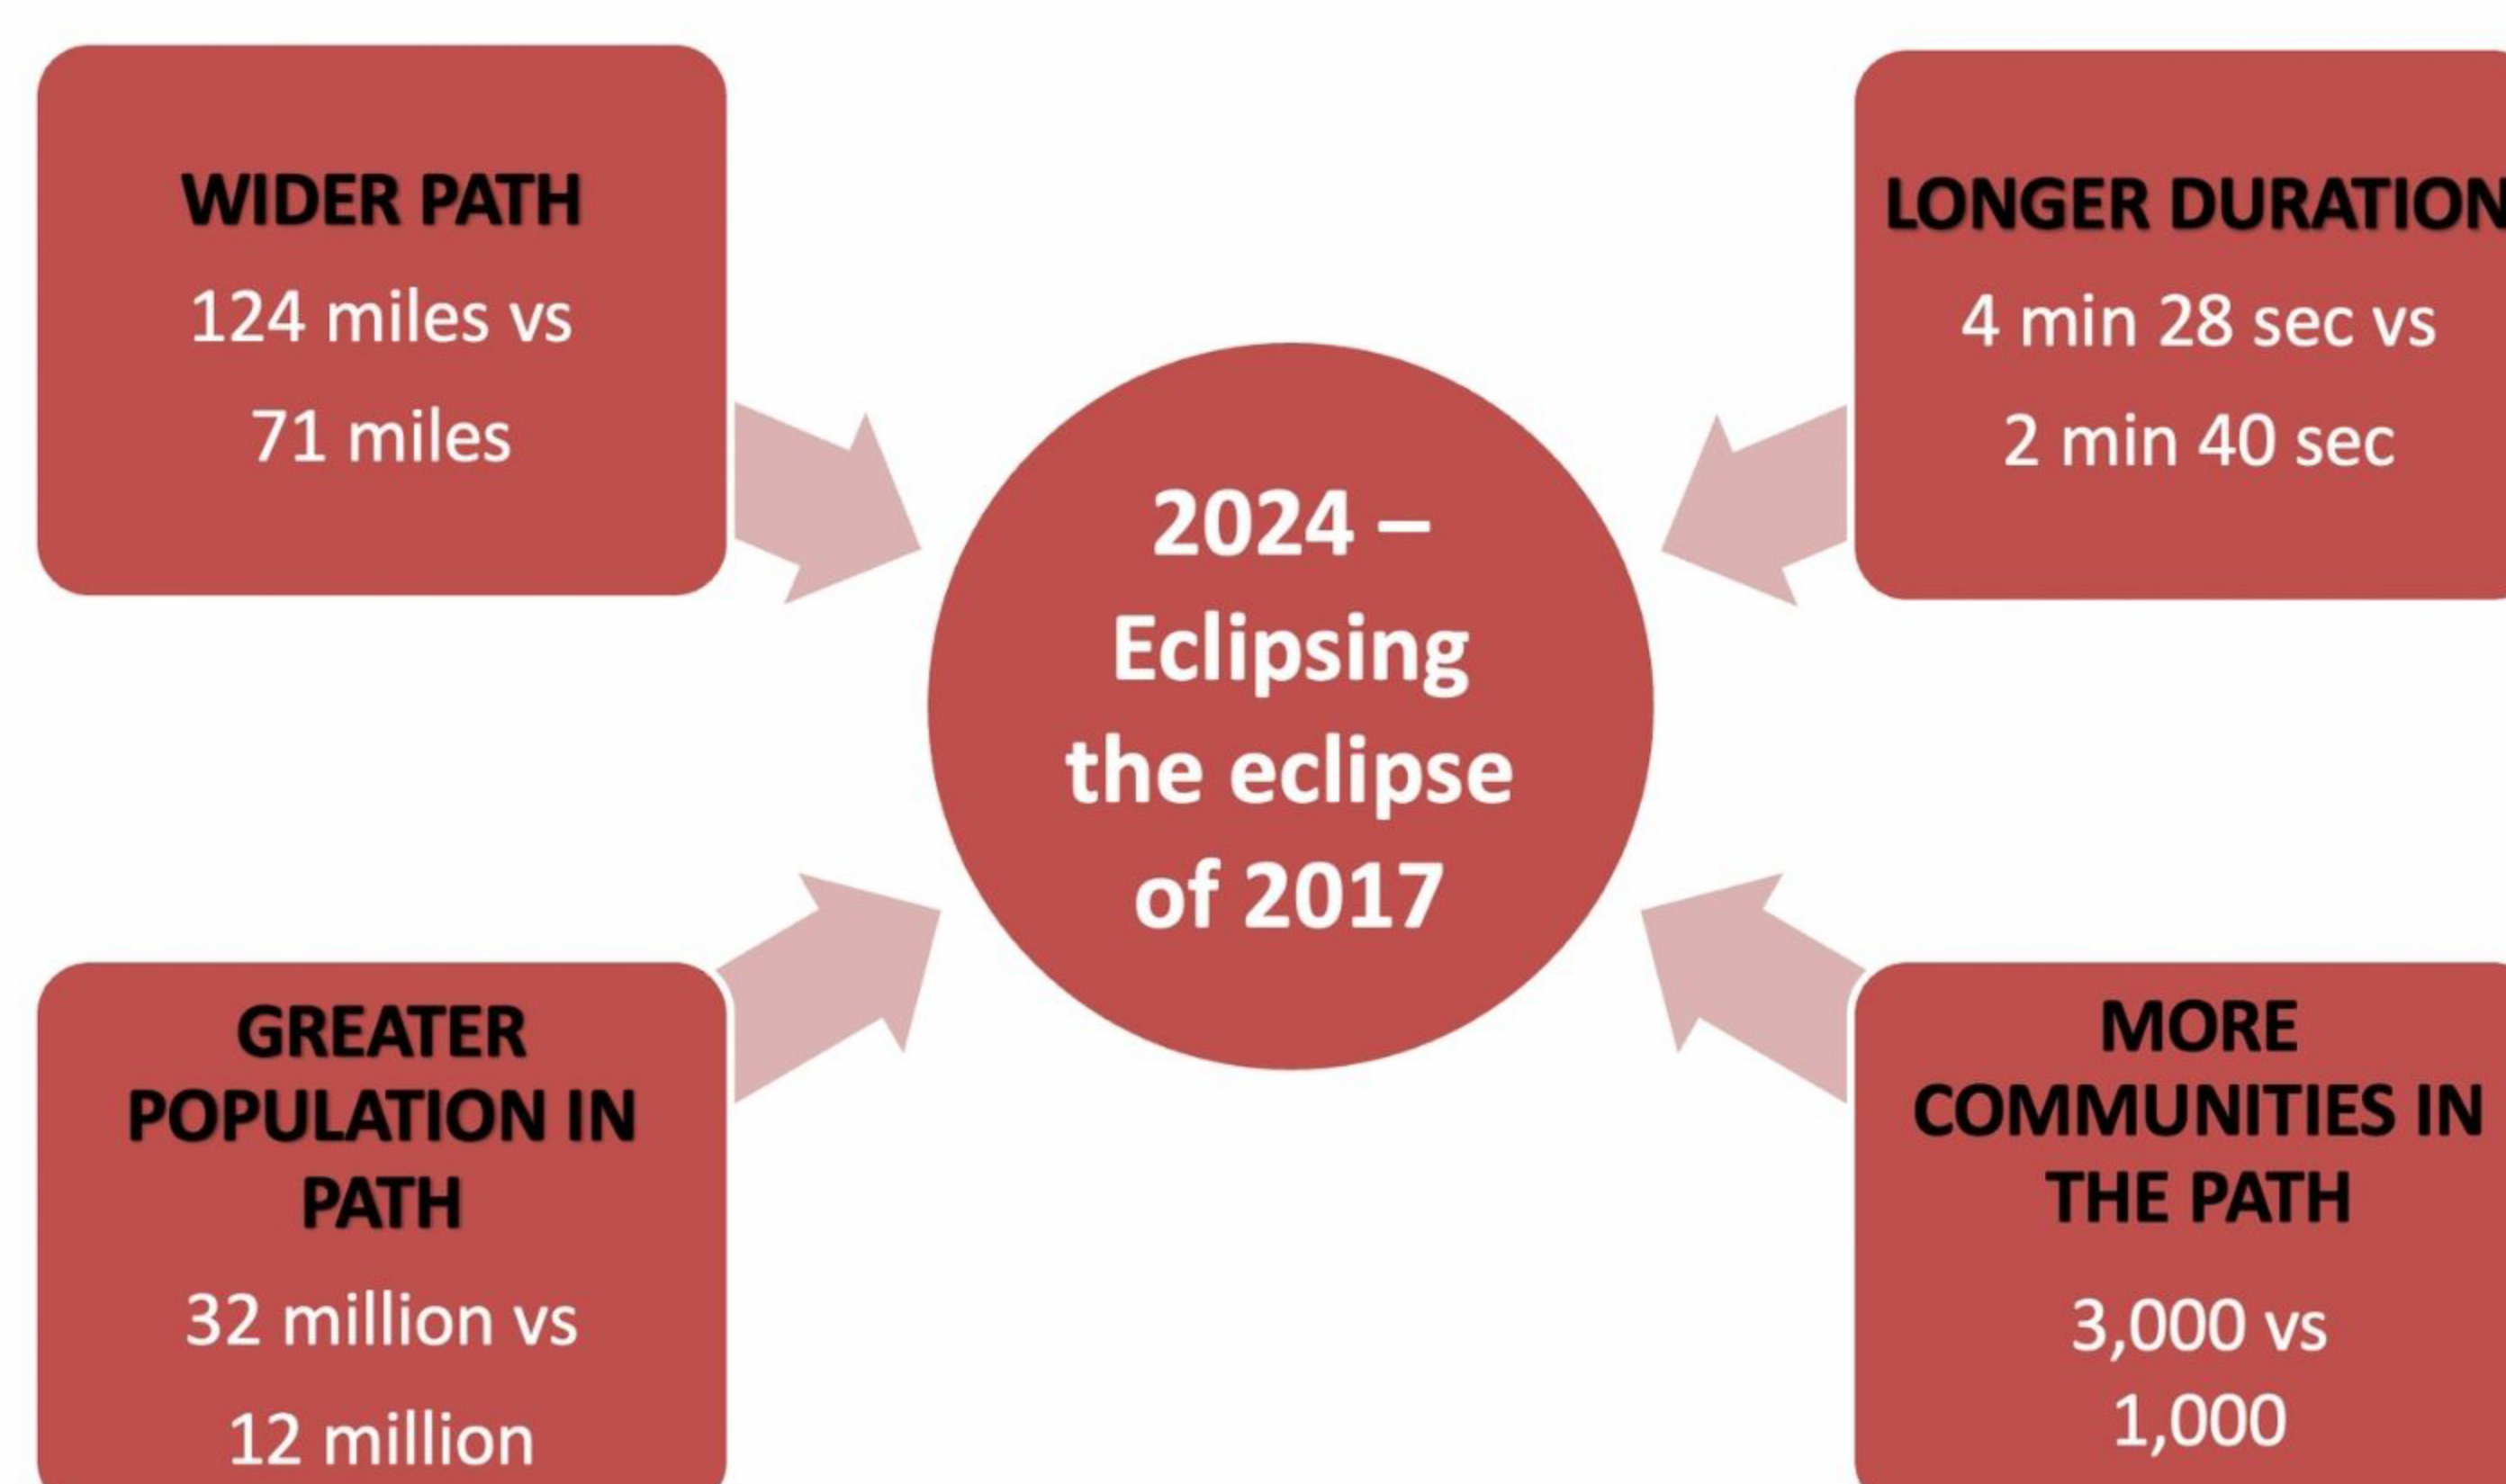 WIDER PATH
124 miles vs
71 miles
LONGER DURATION
4 min 28 sec vs
2 min 40 sec
2024 –
Eclipsing
the eclipse
of 2017
GREATER
POPULATION IN
PATH
32 million vs
12 million
MORE
COMMUNITIES IN
THE PATH
3,000 vs
1,000